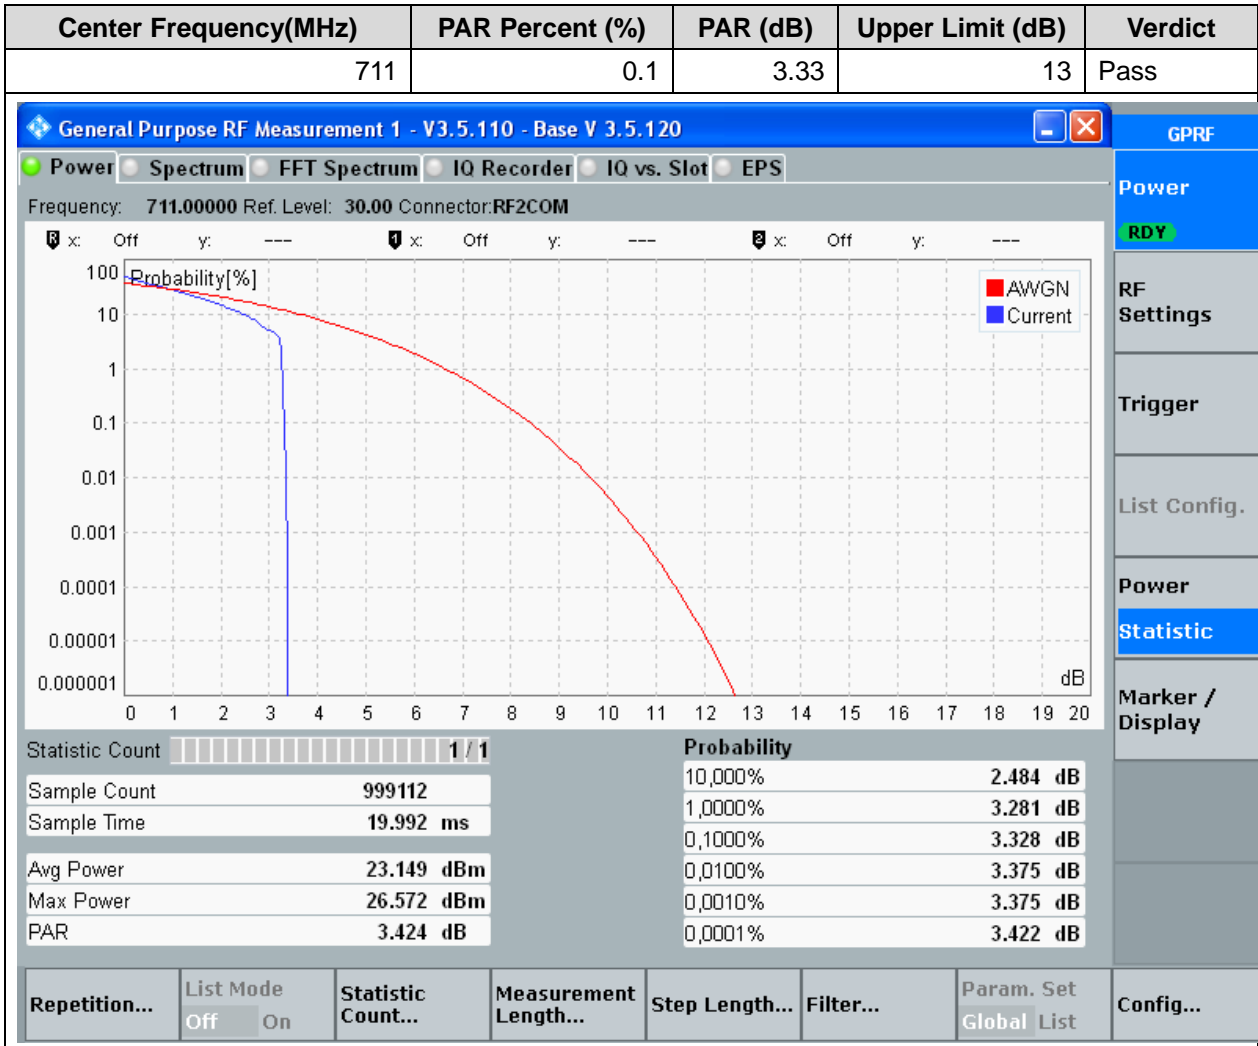 Center Frequency(MHz) PAR Percent (%) PAR (dB) Upper Limit (dB) Verdict
711 0.1 3.33 13 Pass
General Purpose RF Measurement 1 - V3.5.110 - Base V 3.5.120
GPRF
Power Spectrum FFT Spectrum IQ Recorder IQ vs. Slot EPS
Frequency: 711.00000 Ref. Level: 30.00 Connector:RF2COM
R x: Off y: --- 1 x: Off y: --- 2 x: Off y: ---
Probability[%]
100
10
1
0.1
0.01
0.001
0.0001
0.00001
0.000001
AWGN
Current
dB
0 1 2 3 4 5 6 7 8 9 10 11 12 13 14 15 16 17 18 19 20
Statistic Count 1 / 1
Sample Count 999112
Sample Time 19.992 ms
Avg Power 23.149 dBm
Max Power 26.572 dBm
PAR 3.424 dB
Probability
10,000% 2.484 dB
1,0000% 3.281 dB
0,1000% 3.328 dB
0,0100% 3.375 dB
0,0010% 3.375 dB
0,0001% 3.422 dB
Power
RDY
RF
Settings
Trigger
List Config.
Power
Statistic
Marker /
Display
Repetition...
List Mode
Off On
Statistic
Count...
Measurement
Length...
Step Length...
Filter...
Param. Set
Global List
Config...